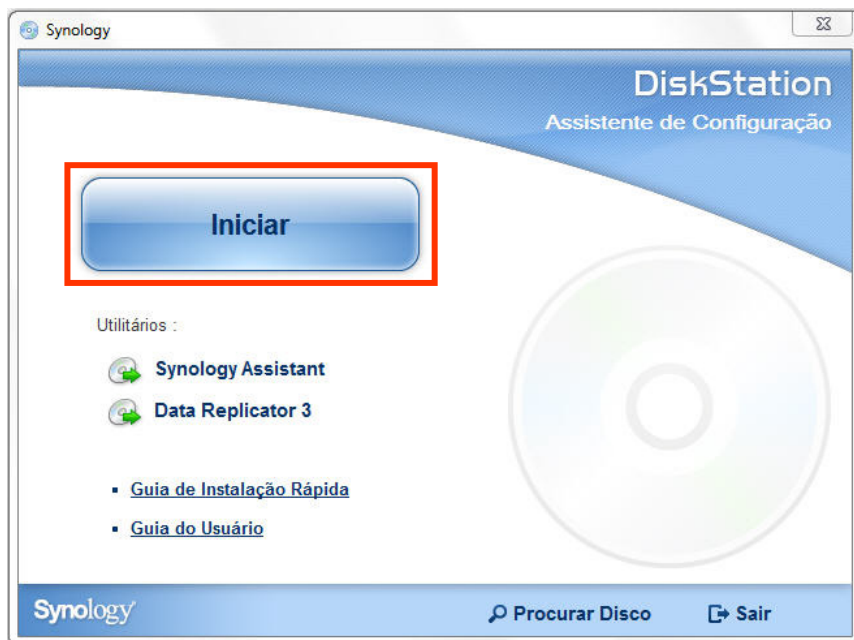 Synology
DiskStation
Assistente de Configuração
Iniciar
Utilitários :
Synology Assistant
Data Replicator 3
Guia de Instalação Rápida
Guia do Usuário
Synology
Procurar Disco
Sair